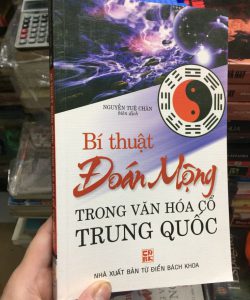 NGUYỄN TUỆ CHÂN
biên dịch
Bí thuật
Đoán Mộng
TRONG VĂN HÓA CỔ
TRUNG QUỐC
NHÀ XUẤT BẢN TỪ ĐIỂN BÁCH KHOA